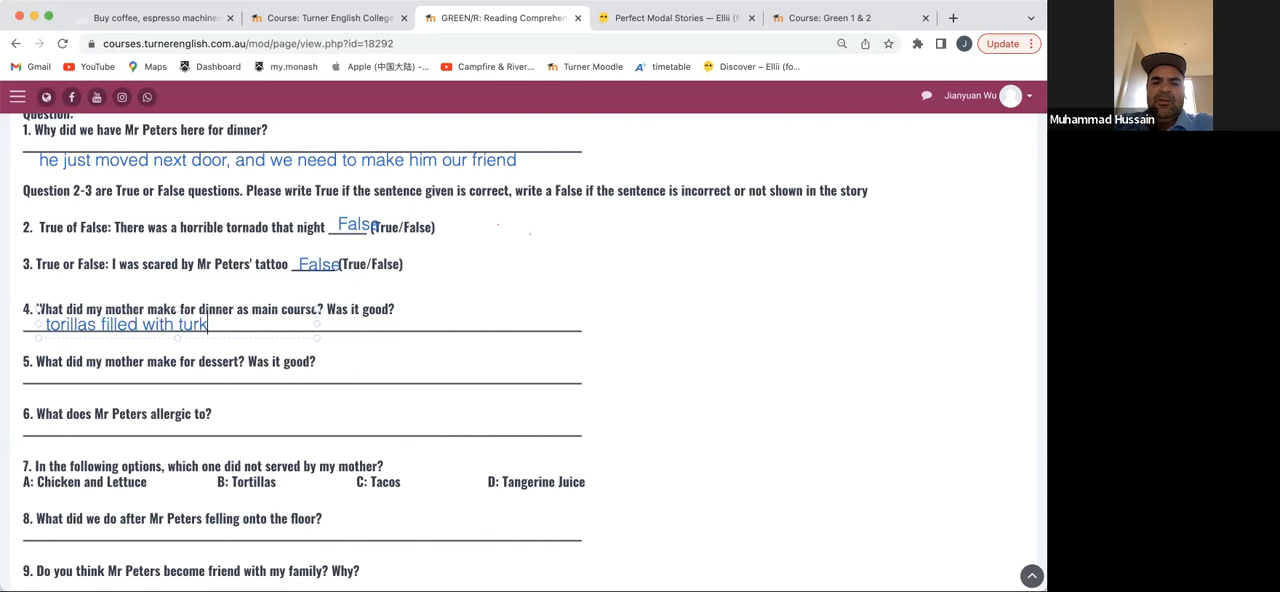 Buy coffee, espresso machine
Course: Turner English College
GREEN/R: Reading Comprehen
Perfect Modal Stories — Ellii (f
Course: Green 1 & 2
courses.turnerenglish.com.au/mod/page/view.php?id=18292
J
Update
Gmail
YouTube
Maps
Dashboard
my.monash
Apple (中国大陆) -...
Campfire & River...
Turner Moodle
timetable
Discover – Ellii (fo...
Jianyuan Wu
Muhammad Hussain
Question:
1. Why did we have Mr Peters here for dinner?
he just moved next door, and we need to make him our friend
Question 2-3 are True or False questions. Please write True if the sentence given is correct, write a False if the sentence is incorrect or not shown in the story
2. True of False: There was a horrible tornado that night ____ False (True/False)
3. True or False: I was scared by Mr Peters' tattoo ____ False (True/False)
4. What did my mother make for dinner as main course? Was it good?
torillas filled with turk
5. What did my mother make for dessert? Was it good?
6. What does Mr Peters allergic to?
7. In the following options, which one did not served by my mother?
A: Chicken and Lettuce B: Tortillas C: Tacos D: Tangerine Juice
8. What did we do after Mr Peters felling onto the floor?
9. Do you think Mr Peters become friend with my family? Why?